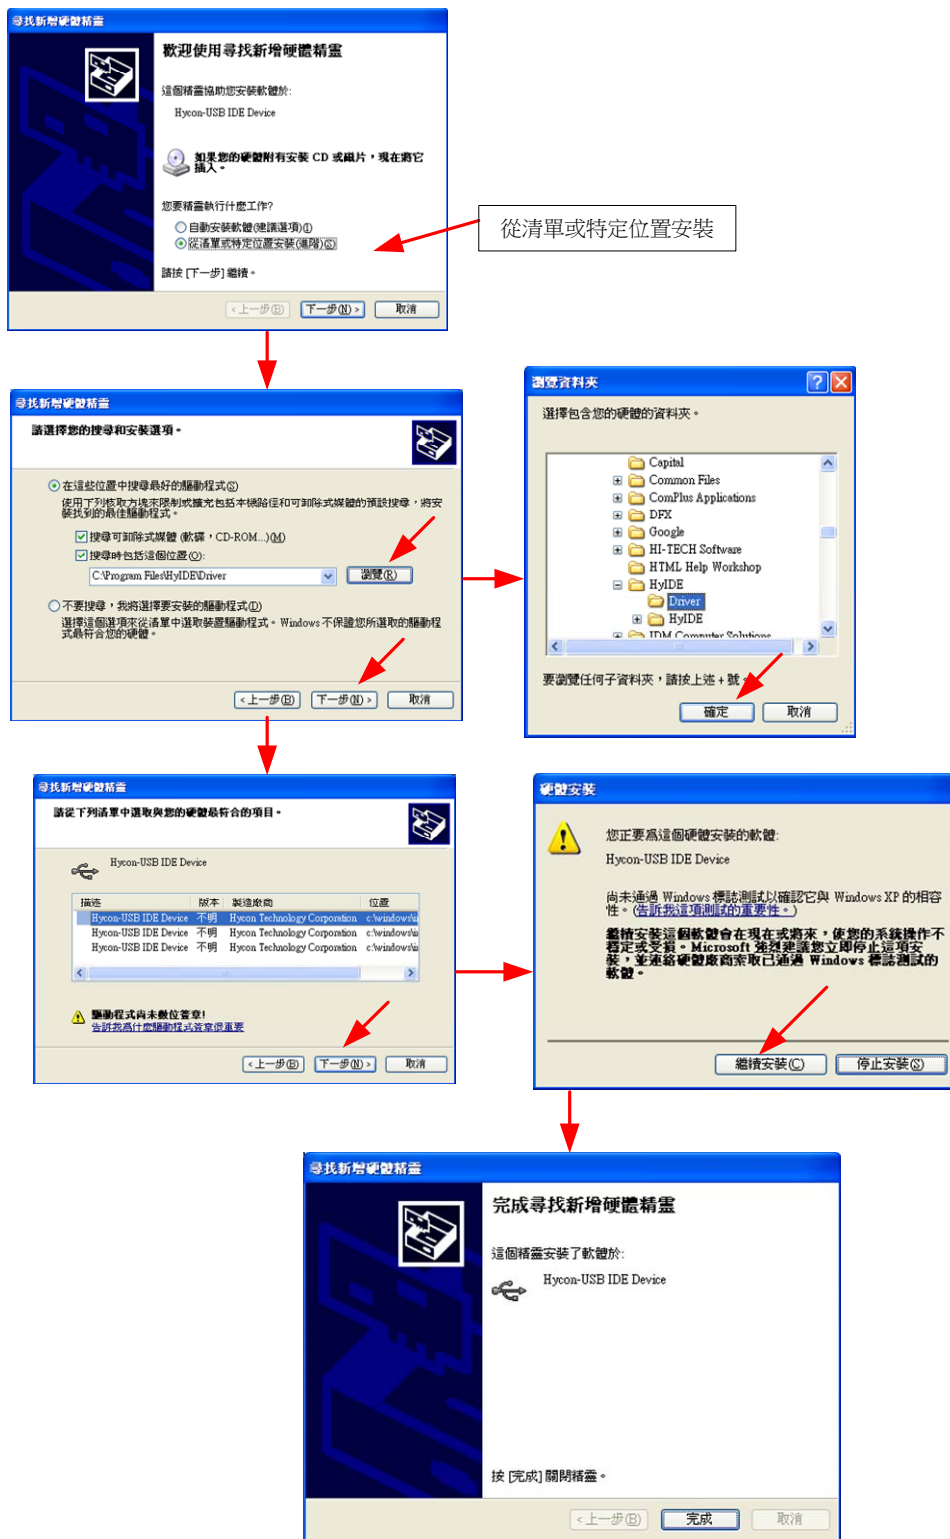 尋找新增硬體精靈
歡迎使用尋找新增硬體精靈
這個精靈協助您安裝軟體於:
Hycon-USB IDE Device
如果您的硬體附有安裝 CD 或磁片，現在將它
插入。
您要精靈執行什麼工作?
自動安裝軟體(建議選項)(I)
從清單或特定位置安裝(進階)(S)
請按 [下一步] 繼續。
<上一步(B)
下一步(N)>
取消
從清單或特定位置安裝
尋找新增硬體精靈
請選擇您的搜尋和安裝選項。
在這些位置中搜尋最好的驅動程式(S)
使用下列核取方塊來限制或擴充包括本機路徑和可卸除式媒體的預設搜尋，將安
裝找到的最佳驅動程式。
搜尋可卸除式媒體 (軟碟，CD-ROM...)(M)
搜尋時包括這個位置(O):
C:\Program Files\HyIDE\Driver
瀏覽(R)
不要搜尋，我將選擇要安裝的驅動程式(D)
選擇這個選項來從清單中選取裝置驅動程式。Windows 不保證您所選取的驅動程
式最符合您的硬體。
<上一步(B)
下一步(N)>
取消
瀏覽資料夾
選擇包含您的硬體的資料夾。
Capital
Common Files
ComPlus Applications
DFX
Google
HI-TECH Software
HTML Help Workshop
HyIDE
Driver
HyIDE
IDM Computer Solutions
要瀏覽任何子資料夾，請按上述 + 號。
確定
取消
尋找新增硬體精靈
請從下列清單中選取與您的硬體最符合的項目。
Hycon-USB IDE Device
描述 版本 製造廠商 位置
Hycon-USB IDE Device 不明 Hycon Technology Corporation c:\windows\in
Hycon-USB IDE Device 不明 Hycon Technology Corporation c:\windows\in
Hycon-USB IDE Device 不明 Hycon Technology Corporation c:\windows\in
驅動程式尚未數位簽章!
告訴我為什麼驅動程式簽章很重要
<上一步(B)
下一步(N)>
取消
硬體安裝
您正要為這個硬體安裝的軟體:
Hycon-USB IDE Device
尚未通過 Windows 標誌測試以確認它與 Windows XP 的相容
性。(告訴我這項測試的重要性。)
繼續安裝這個軟體會在現在或將來，使您的系統操作不
穩定或受損。Microsoft 強烈建議您立即停止這項安
裝，並連絡硬體廠商索取已通過 Windows 標誌測試的
軟體。
繼續安裝(C)
停止安裝(S)
尋找新增硬體精靈
完成尋找新增硬體精靈
這個精靈安裝了軟體於:
Hycon-USB IDE Device
按 [完成] 關閉精靈。
<上一步(B)
完成
取消